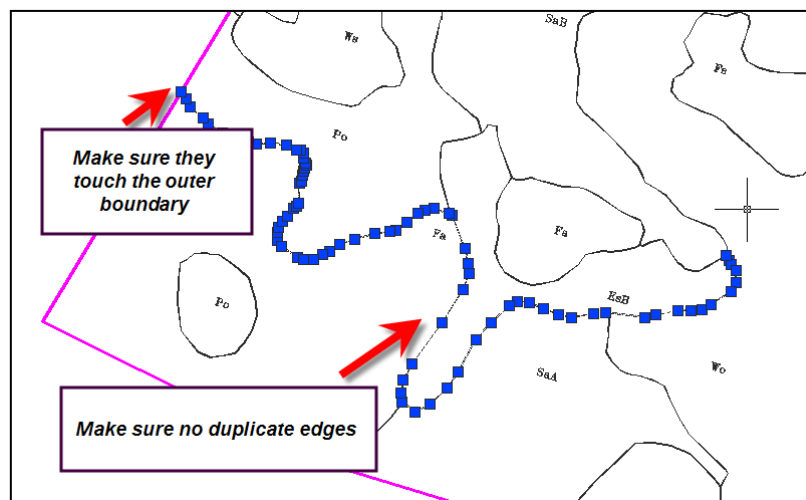 SaB
Ws
Fs
Po
Make sure they
touch the outer
boundary
Fa
Fa
Po
EsB
Wo
SaA
Make sure no duplicate edges